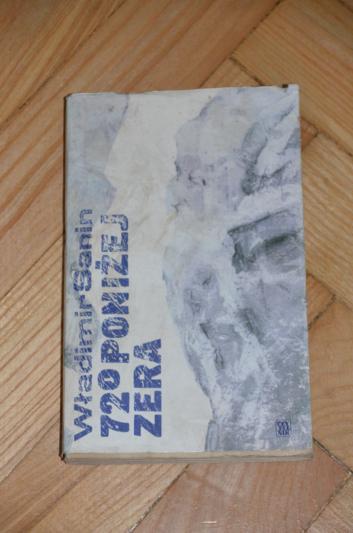 Władimir Sanin
72º PONIŻEJ
ZERA